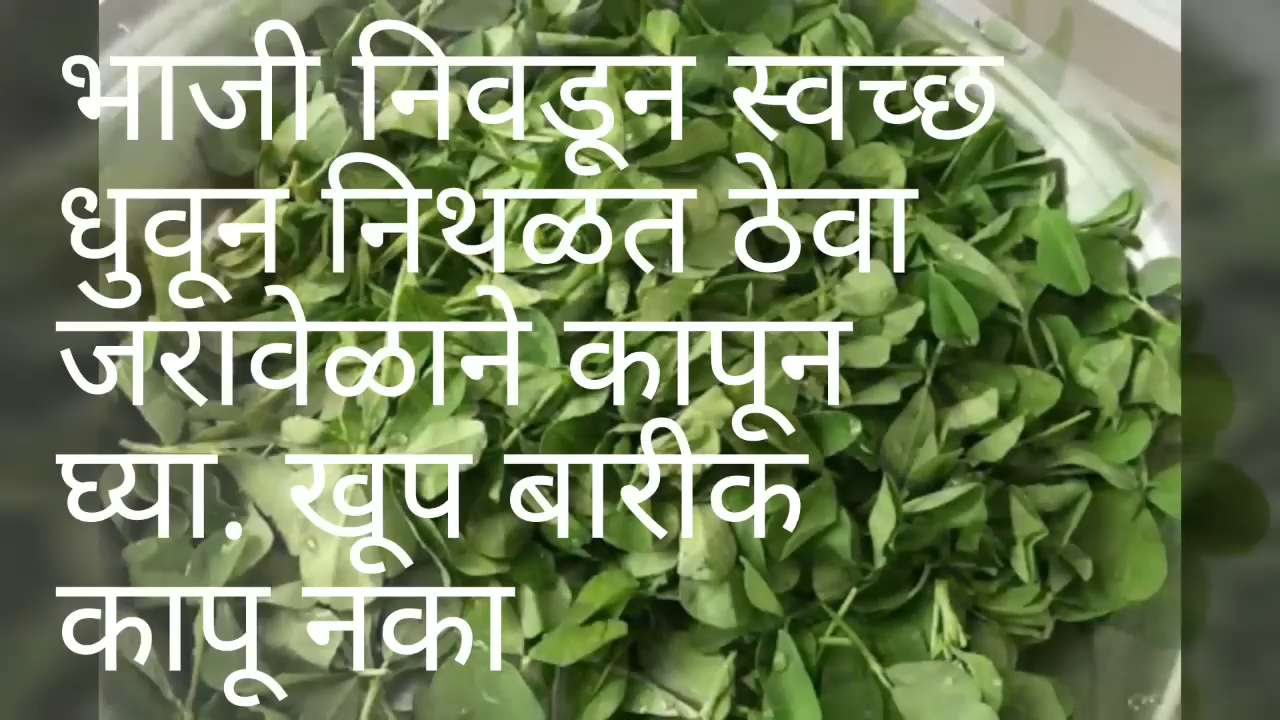 भाजी निवडून स्वच्छ
धुवून निथळत ठेवा
जरावेळाने कापून
घ्या. खूप बारीक
कापू नका